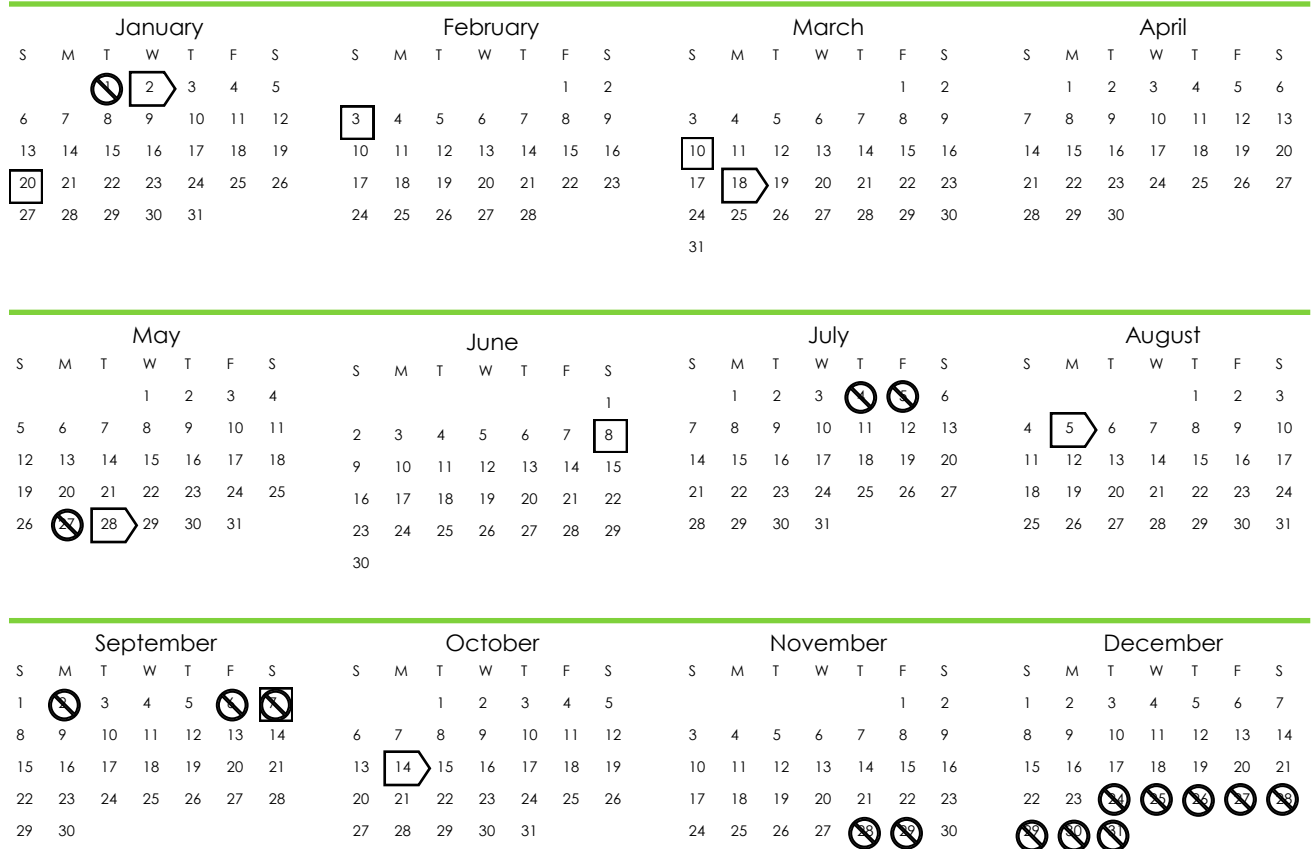 January February March April
S M T W T F S S M T W T F S S M T W T F S S M T W T F S
1 2 3 4 5 1 2 1 2 1 2 3 4 5 6
6 7 8 9 10 11 12 3 4 5 6 7 8 9 3 4 5 6 7 8 9 7 8 9 10 11 12 13
13 14 15 16 17 18 19 10 11 12 13 14 15 16 10 11 12 13 14 15 16 14 15 16 17 18 19 20
20 21 22 23 24 25 26 17 18 19 20 21 22 23 17 18 19 20 21 22 23 21 22 23 24 25 26 27
27 28 29 30 31 24 25 26 27 28 24 25 26 27 28 29 30 28 29 30
31
May June July August
S M T W T F S S M T W T F S S M T W T F S S M T W T F S
1 2 3 4 1 1 2 3 4 5 6 1 2 3
5 6 7 8 9 10 11 2 3 4 5 6 7 8 7 8 9 10 11 12 13 4 5 6 7 8 9 10
12 13 14 15 16 17 18 9 10 11 12 13 14 15 14 15 16 17 18 19 20 11 12 13 14 15 16 17
19 20 21 22 23 24 25 16 17 18 19 20 21 22 21 22 23 24 25 26 27 18 19 20 21 22 23 24
26 27 28 29 30 31 23 24 25 26 27 28 29 28 29 30 31 25 26 27 28 29 30 31
30
September October November December
S M T W T F S S M T W T F S S M T W T F S S M T W T F S
1 2 3 4 5 6 7 1 2 3 4 5 1 2 1 2 3 4 5 6 7
8 9 10 11 12 13 14 6 7 8 9 10 11 12 3 4 5 6 7 8 9 8 9 10 11 12 13 14
15 16 17 18 19 20 21 13 14 15 16 17 18 19 10 11 12 13 14 15 16 15 16 17 18 19 20 21
22 23 24 25 26 27 28 20 21 22 23 24 25 26 17 18 19 20 21 22 23 22 23 24 25 26 27 28
29 30 27 28 29 30 31 24 25 26 27 28 29 30 29 30 31